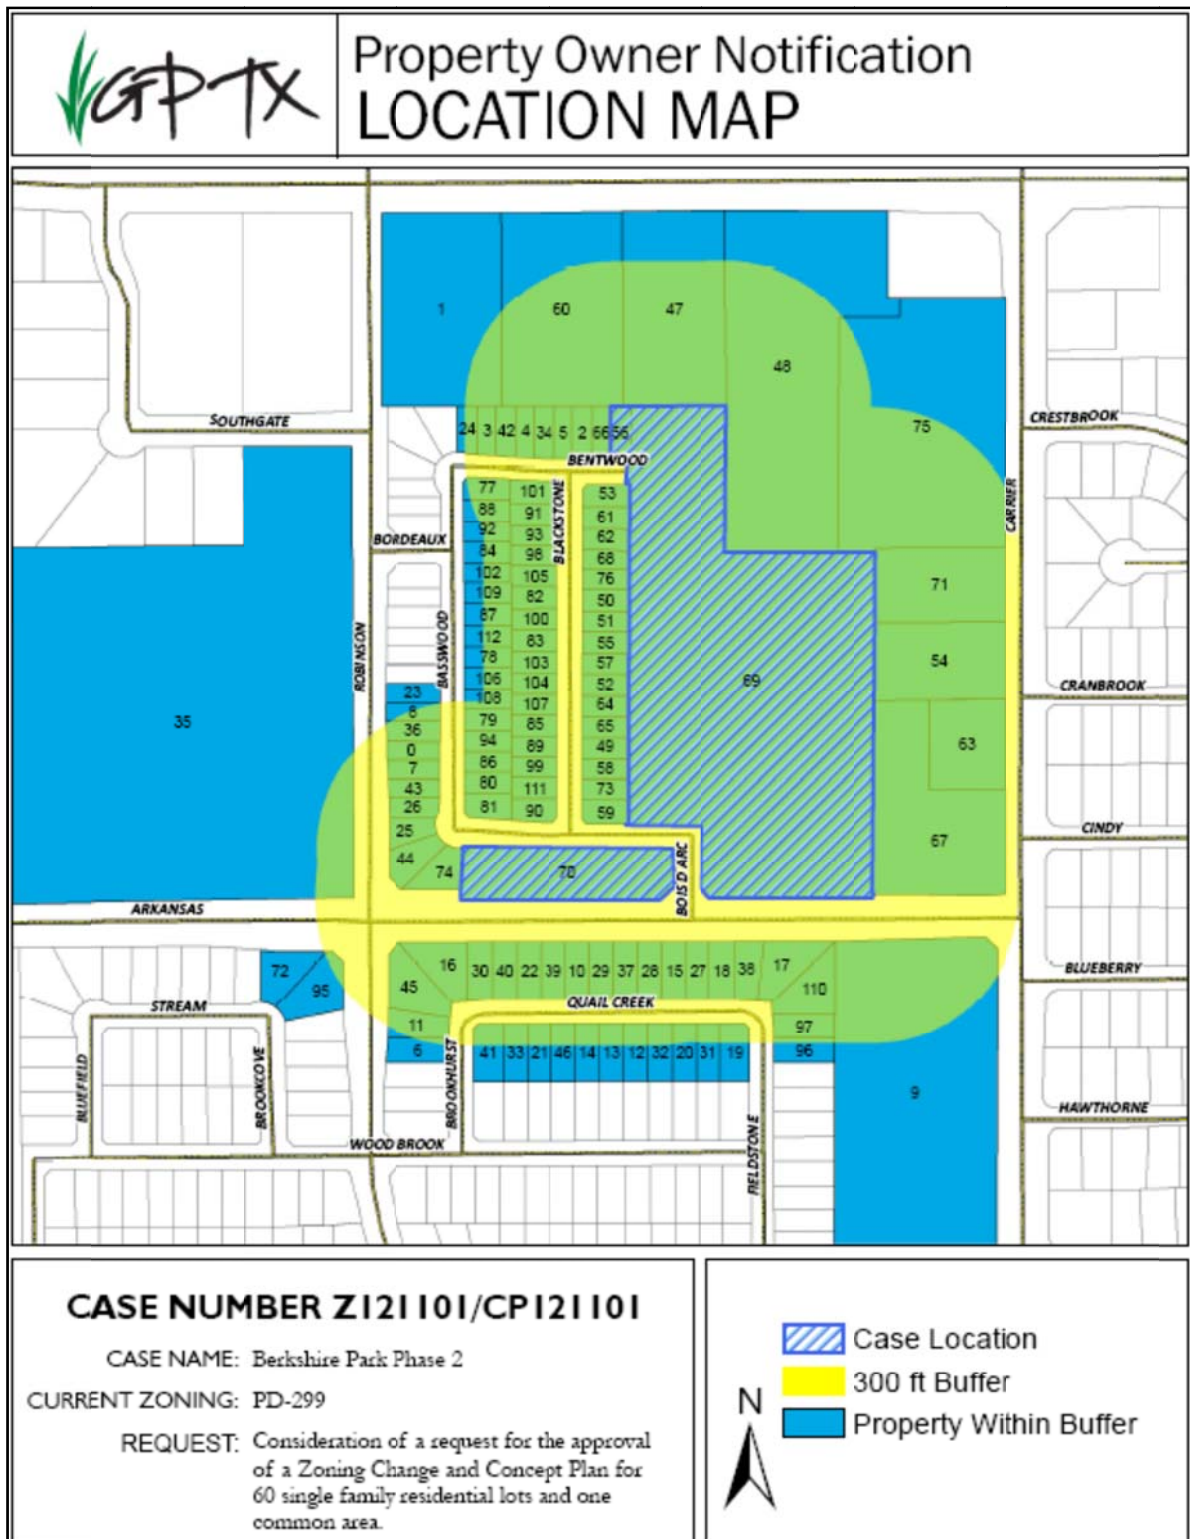 GPTX
Property Owner Notification
LOCATION MAP
1
60
47
48
75
SOUTHGATE
CRESTBROOK
24 3 42 4 34 5 2 66 56
BENTWOOD
CARRIER
77 101 53
88 91 61
92 93 62
BORDEAUX
BLACKSTONE
84 98 68
102 105 76
109 82 50
71
87 100 51
112 83 55
78 103 57
54
106 104 52
108 107 64
ROBINSON
BASSWOOD
69
CRANBROOK
23
8
36
79 85 65
35
0
94 89 49
63
7
86 99 58
43
80 111 73
26
81 90 59
25
CINDY
67
44
74
70
BOIS D ARC
ARKANSAS
16 30 40 22 39 10 29 37 28 15 27 18 38 17
72
95
45
110
BLUEBERRY
STREAM
QUAIL CREEK
11
97
6
41 33 21 46 14 13 12 32 20 31 19
96
BLUEFIELD
BROOKCOVE
BROOKHURST
9
HAWTHORNE
WOOD BROOK
FIELDSTONE
CASE NUMBER Z121101/CP121101
CASE NAME: Berkshire Park Phase 2
CURRENT ZONING: PD-299
REQUEST: Consideration of a request for the approval
of a Zoning Change and Concept Plan for
60 single family residential lots and one
common area.
N
Case Location
300 ft Buffer
Property Within Buffer